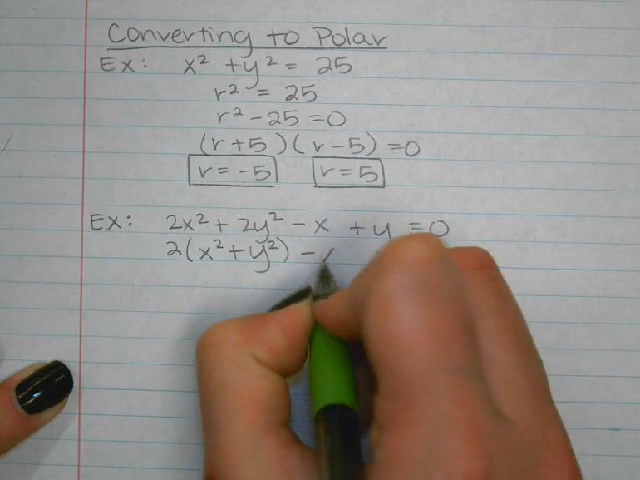 Converting to Polar
Ex: x² + y² = 25
r² = 25
r² - 25 = 0
(r + 5)(r - 5) = 0
r = -5 r = 5
Ex: 2x² + 2y² - x + y = 0
2(x² + y²) -